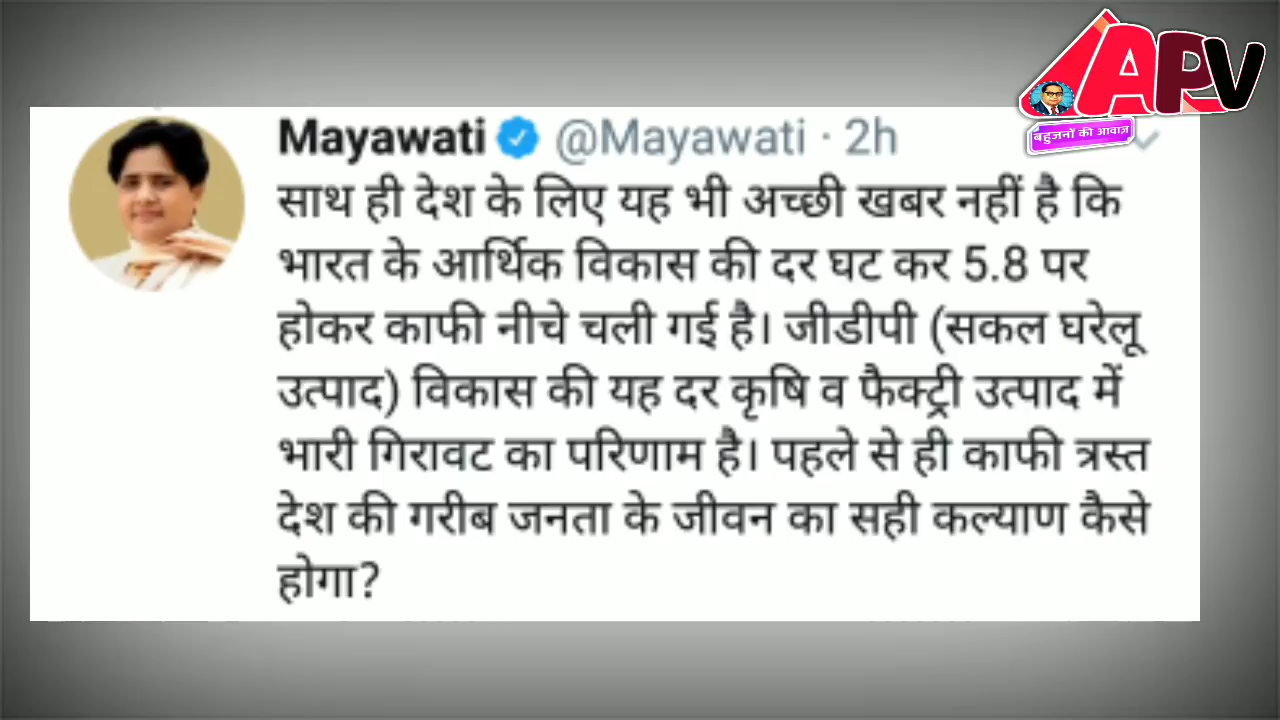 APV
बहुजनों की आवाज
Mayawati @Mayawati · 2h
साथ ही देश के लिए यह भी अच्छी खबर नहीं है कि
भारत के आर्थिक विकास की दर घट कर 5.8 पर
होकर काफी नीचे चली गई है। जीडीपी (सकल घरेलू
उत्पाद) विकास की यह दर कृषि व फैक्ट्री उत्पाद में
भारी गिरावट का परिणाम है। पहले से ही काफी त्रस्त
देश की गरीब जनता के जीवन का सही कल्याण कैसे
होगा?